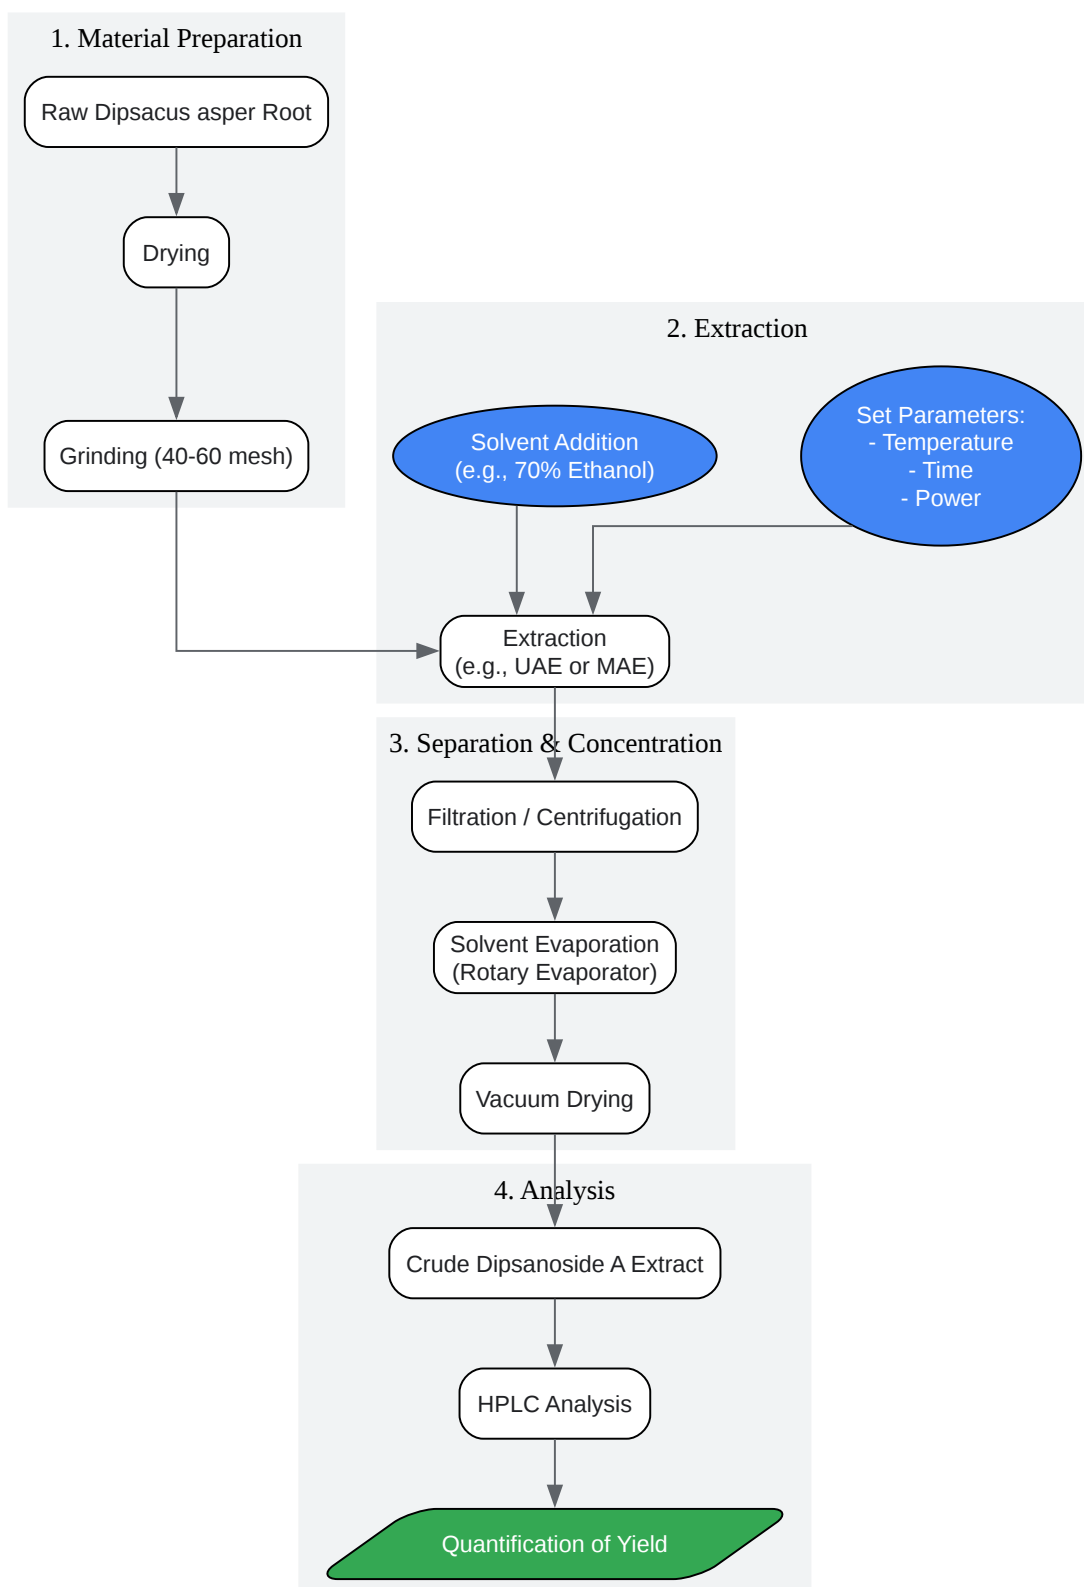 1. Material Preparation
Raw Dipsacus asper Root
Drying
Grinding (40-60 mesh)
2. Extraction
Solvent Addition
(e.g., 70% Ethanol)
Set Parameters:
- Temperature
- Time
- Power
Extraction
(e.g., UAE or MAE)
3. Separation & Concentration
Filtration / Centrifugation
Solvent Evaporation
(Rotary Evaporator)
Vacuum Drying
4. Analysis
Crude Dipsanoside A Extract
HPLC Analysis
Quantification of Yield